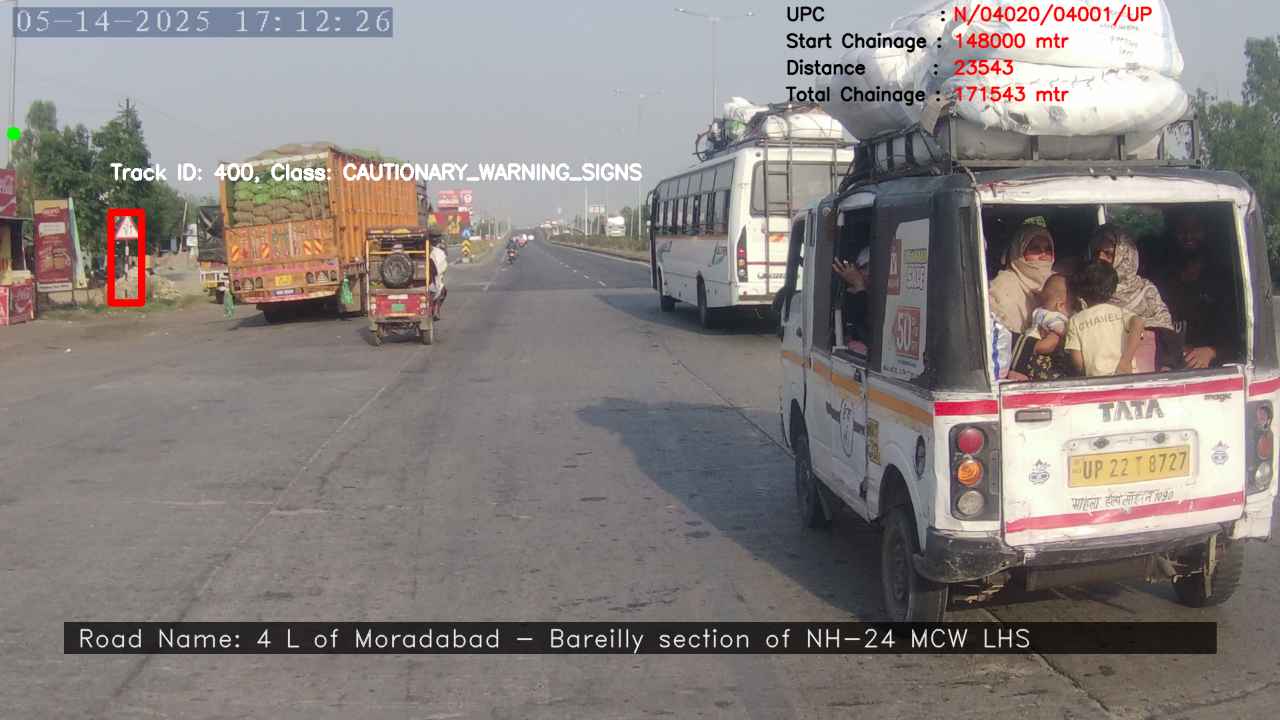 05-14-2025 17:12:26
UPC : N/04020/04001/UP
Start Chainage : 148000 mtr
Distance : 23543
Total Chainage : 171543 mtr
Track ID: 400, Class: CAUTIONARY_WARNING_SIGNS
CHANEL
50
TATA
magic
UP 22 T 8727
Road Name: 4 L of Moradabad - Bareilly section of NH-24 MCW LHS